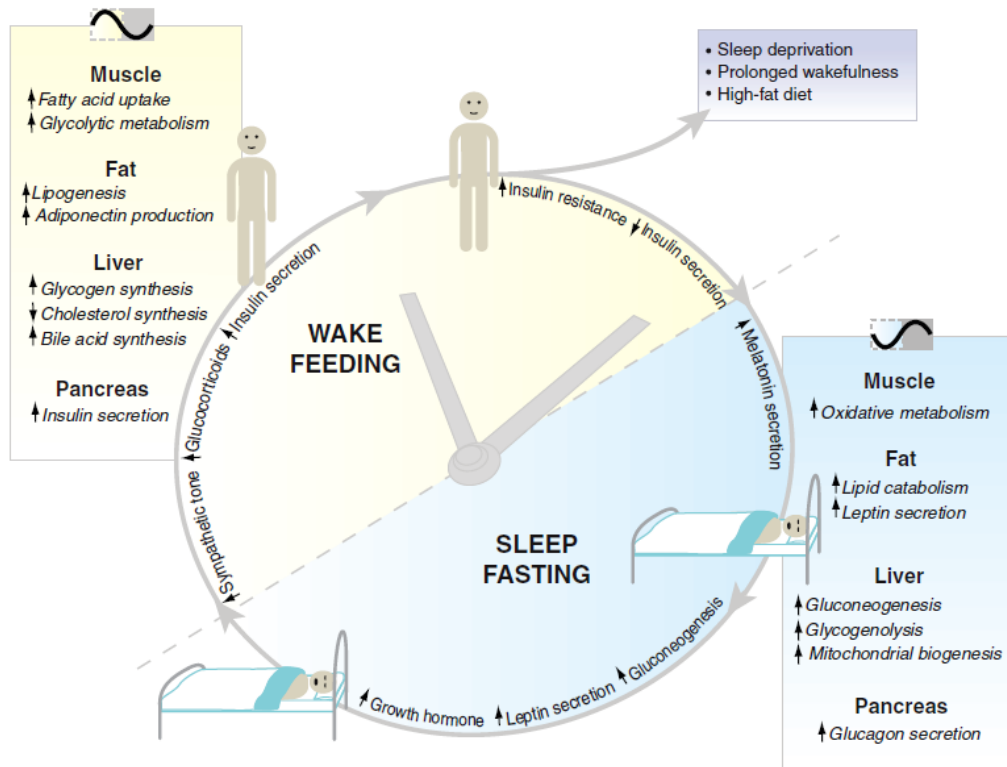 Muscle
↑ Fatty acid uptake
↑ Glycolytic metabolism
Fat
↑ Lipogenesis
↑ Adiponectin production
Liver
↑ Glycogen synthesis
↓ Cholesterol synthesis
↑ Bile acid synthesis
Pancreas
↑ Insulin secretion
• Sleep deprivation
• Prolonged wakefulness
• High-fat diet
WAKE
FEEDING
↑ Sympathetic tone
↑ Glucocorticoids
↑ Insulin secretion
↑ Insulin resistance
↓ Insulin secretion
↑ Melatonin secretion
SLEEP
FASTING
↑ Growth hormone
↑ Leptin secretion
↑ Gluconeogenesis
Muscle
↑ Oxidative metabolism
Fat
↑ Lipid catabolism
↑ Leptin secretion
Liver
↑ Gluconeogenesis
↑ Glycogenolysis
↑ Mitochondrial biogenesis
Pancreas
↑ Glucagon secretion